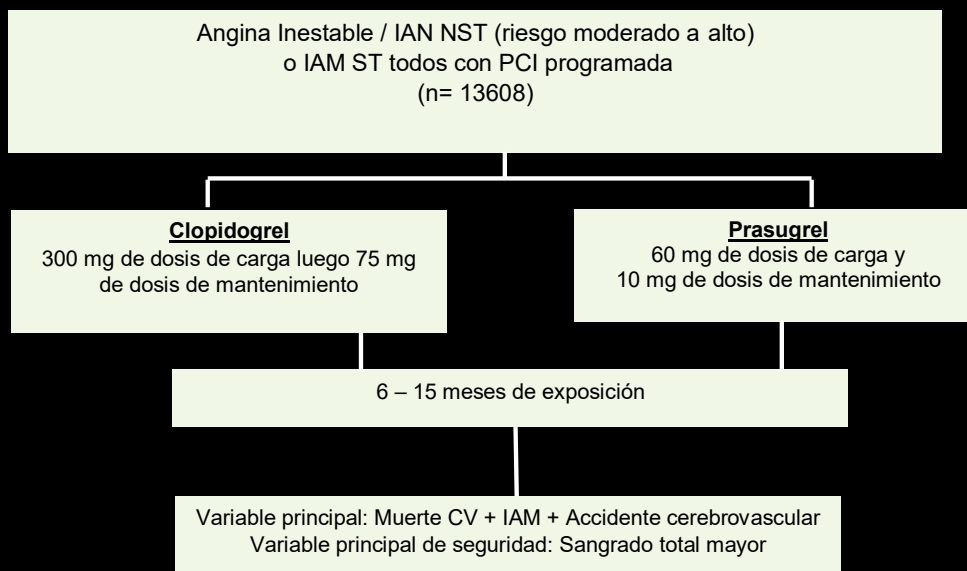 Angina Inestable / IAN NST (riesgo moderado a alto)
o IAM ST todos con PCI programada
(n= 13608)
Clopidogrel
300 mg de dosis de carga luego 75 mg
de dosis de mantenimiento
Prasugrel
60 mg de dosis de carga y
10 mg de dosis de mantenimiento
6 – 15 meses de exposición
Variable principal: Muerte CV + IAM + Accidente cerebrovascular
Variable principal de seguridad: Sangrado total mayor